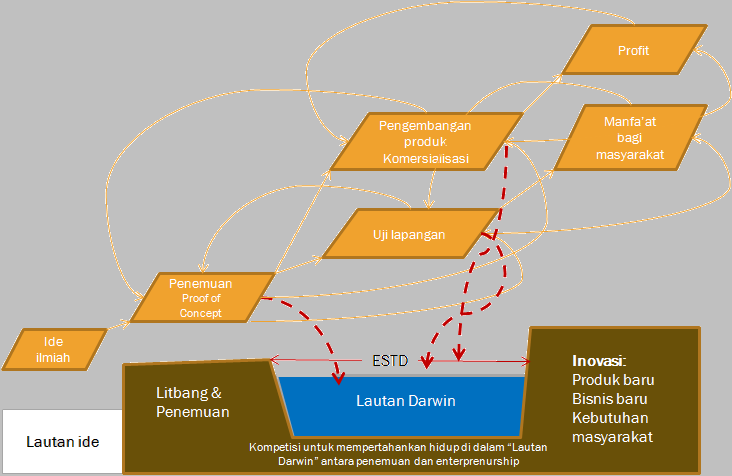 Profit
Pengembangan
produk
Komersialisasi
Manfa'at
bagi
masyarakat
Uji lapangan
Penemuan
Proof of
Concept
Ide
ilmiah
ESTD
Litbang &
Penemuan
Lautan Darwin
Inovasi:
Produk baru
Bisnis baru
Kebutuhan
masyarakat
Lautan ide
Kompetisi untuk mempertahankan hidup di dalam "Lautan
Darwin" antara penemuan dan enterprenurship